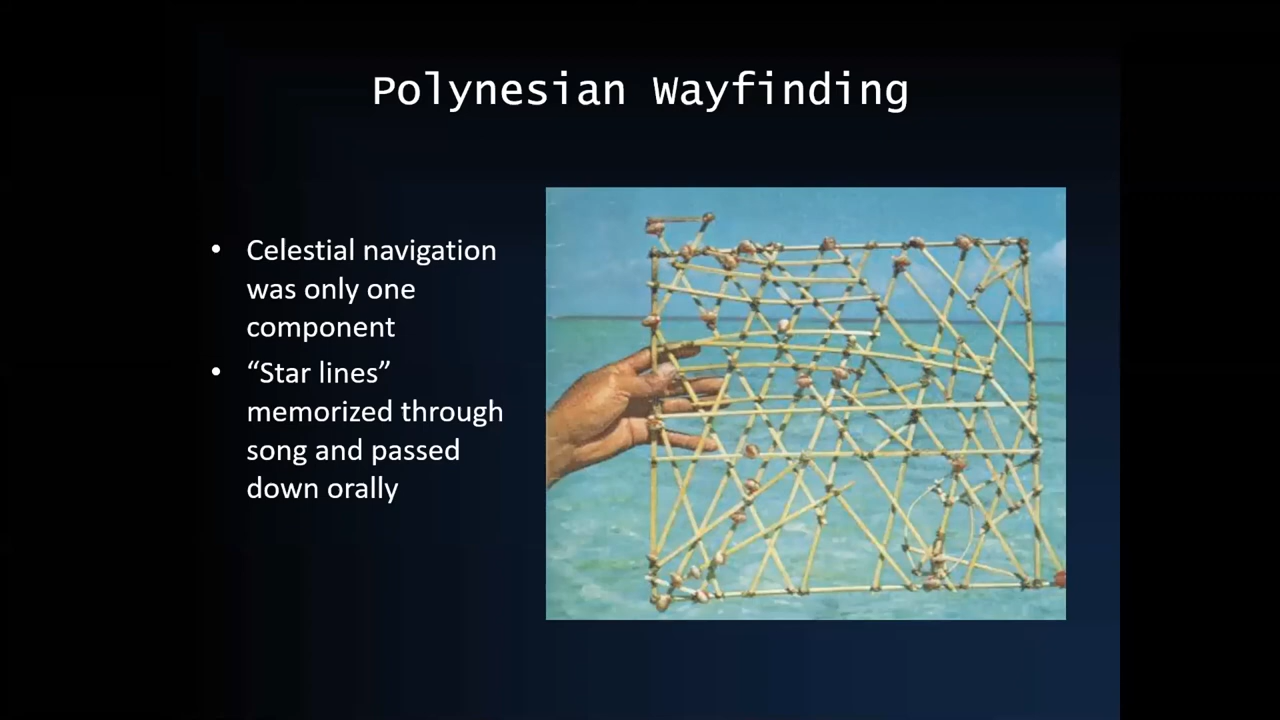 Polynesian Wayfinding
• Celestial navigation
was only one
component
• “Star lines”
memorized through
song and passed
down orally